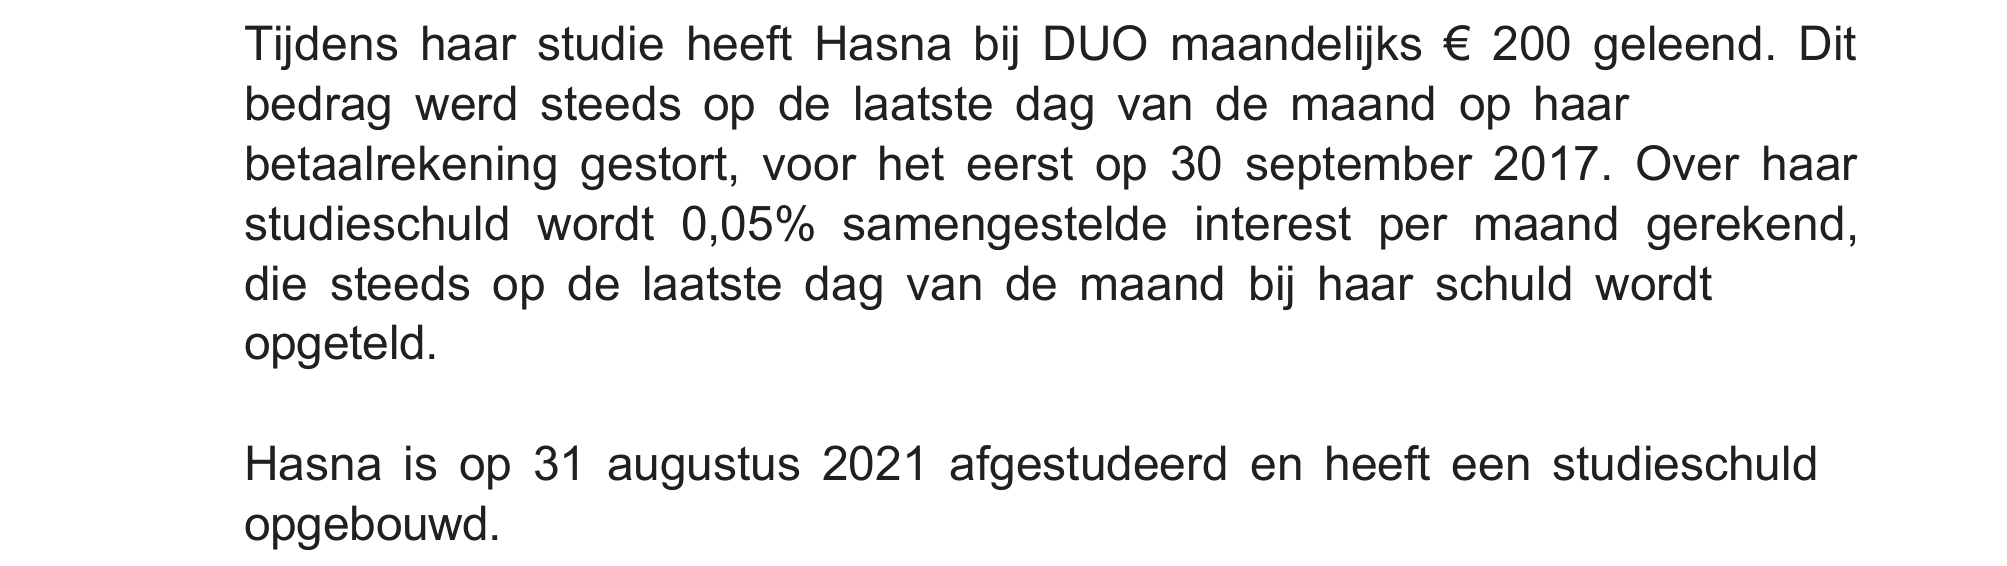 Tijdens haar studie heeft Hasna bij DUO maandelijks € 200 geleend. Dit
bedrag werd steeds op de laatste dag van de maand op haar
betaalrekening gestort, voor het eerst op 30 september 2017. Over haar
studieschuld wordt 0,05% samengestelde interest per maand gerekend,
die steeds op de laatste dag van de maand bij haar schuld wordt
opgeteld.
Hasna is op 31 augustus 2021 afgestudeerd en heeft een studieschuld
opgebouwd.